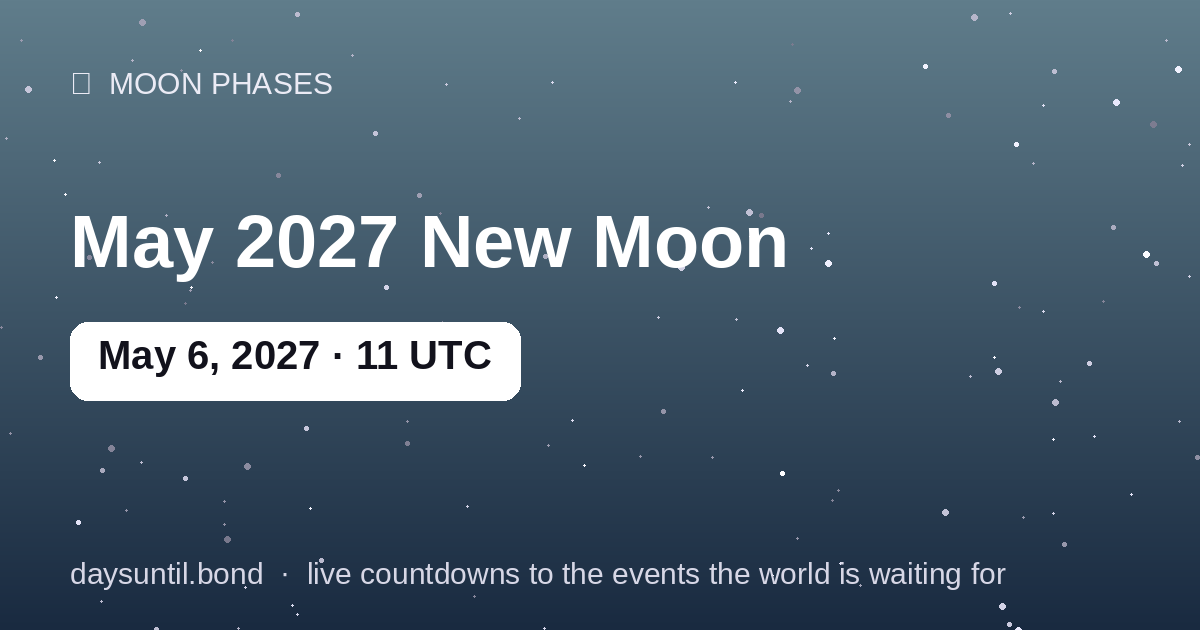 MOON PHASES
May 2027 New Moon
May 6, 2027 · 11 UTC
daysuntil.bond · live countdowns to the events the world is waiting for